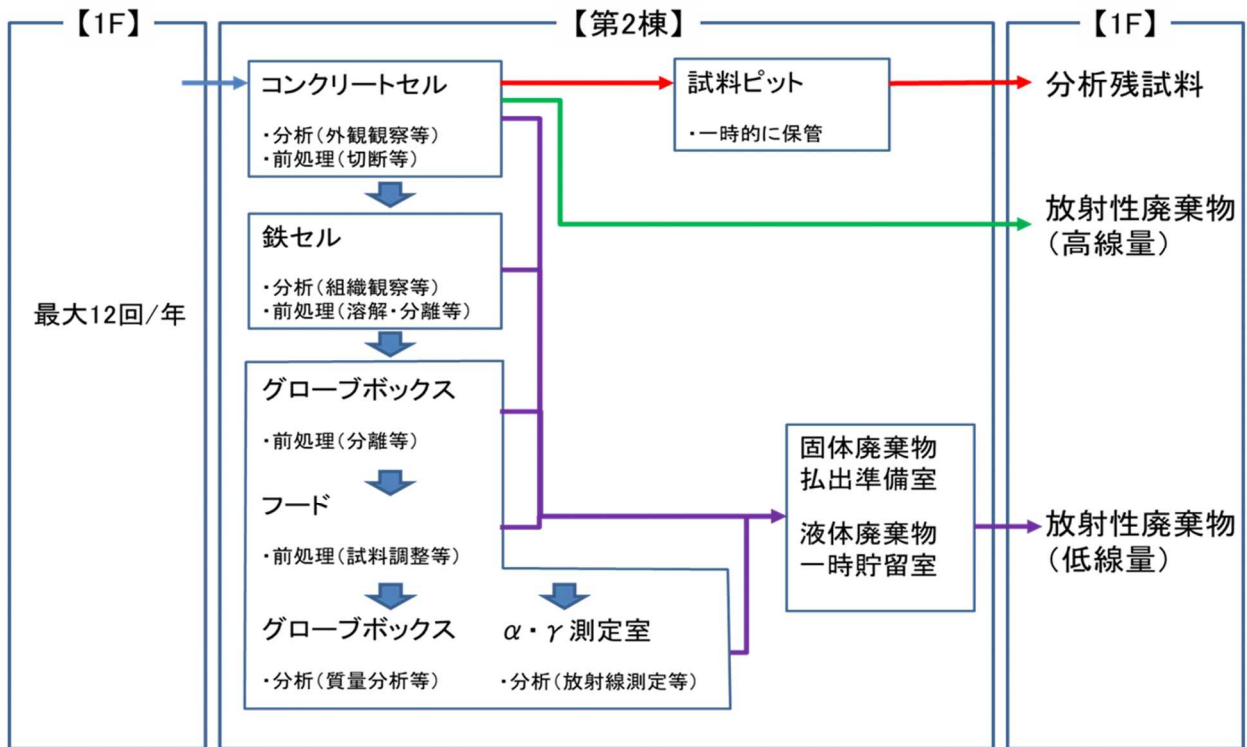 【1F】
【第2棟】
【1F】
最大12回/年
コンクリートセル
・分析(外観観察等)
・前処理(切断等)
鉄セル
・分析(組織観察等)
・前処理(溶解・分離等)
グローブボックス
・前処理(分離等)
フード
・前処理(試料調整等)
グローブボックス
・分析(質量分析等)
α・γ測定室
・分析(放射線測定等)
試料ピット
・一時的に保管
固体廃棄物
払出準備室
液体廃棄物
一時貯留室
分析残試料
放射性廃棄物
(高線量)
放射性廃棄物
(低線量)